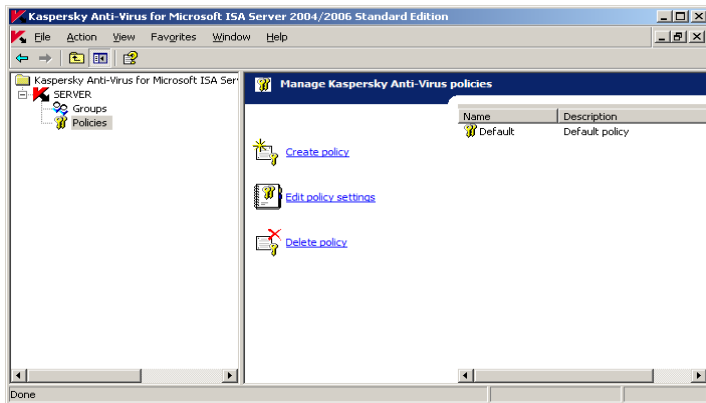 Kaspersky Anti-Virus for Microsoft ISA Server 2004/2006 Standard Edition
File Action View Favorites Window Help
Kaspersky Anti-Virus for Microsoft ISA Ser
SERVER
Groups
Policies
Manage Kaspersky Anti-Virus policies
Create policy
Edit policy settings
Delete policy
Name Description
Default Default policy
Done